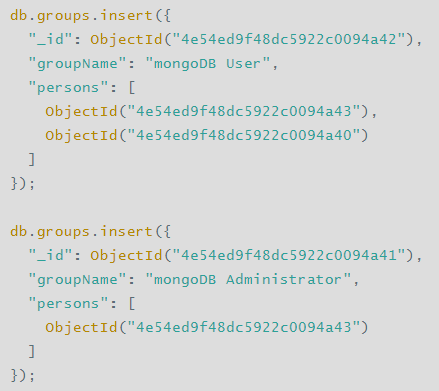 db.groups.insert({
  "_id": ObjectId("4e54ed9f48dc5922c0094a42"),
  "groupName": "mongoDB User",
  "persons": [
    ObjectId("4e54ed9f48dc5922c0094a43"),
    ObjectId("4e54ed9f48dc5922c0094a40")
  ]
});

db.groups.insert({
  "_id": ObjectId("4e54ed9f48dc5922c0094a41"),
  "groupName": "mongoDB Administrator",
  "persons": [
    ObjectId("4e54ed9f48dc5922c0094a43")
  ]
});